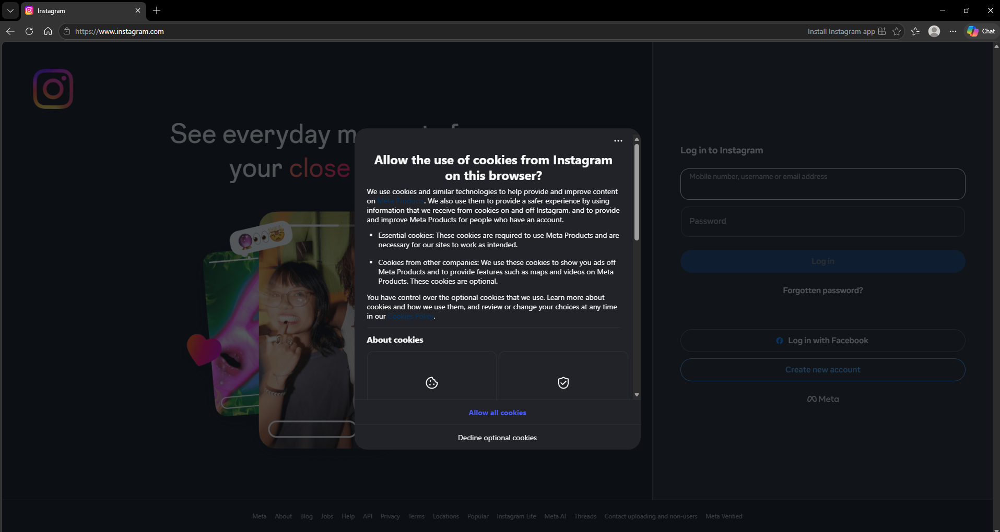 Instagram
https://www.instagram.com
Install Instagram app
Chat
See everyday m
your close
Allow the use of cookies from Instagram
on this browser?
We use cookies and similar technologies to help provide and improve content
on Meta Products. We also use them to provide a safer experience by using
information that we receive from cookies on and off Instagram, and to provide
and improve Meta Products for people who have an account.
• Essential cookies: These cookies are required to use Meta Products and are
necessary for our sites to work as intended.
• Cookies from other companies: We use these cookies to show you ads off
Meta Products and to provide features such as maps and videos on Meta
Products. These cookies are optional.
You have control over the optional cookies that we use. Learn more about
cookies and how we use them, and review or change your choices at any time
in our Cookies Policy.
About cookies
Allow all cookies
Decline optional cookies
Log in to Instagram
Mobile number, username or email address
Password
Log in
Forgotten password?
Log in with Facebook
Create new account
Meta
Meta About Blog Jobs Help API Privacy Terms Locations Popular Instagram Lite Meta AI Threads Contact uploading and non-users Meta Verified